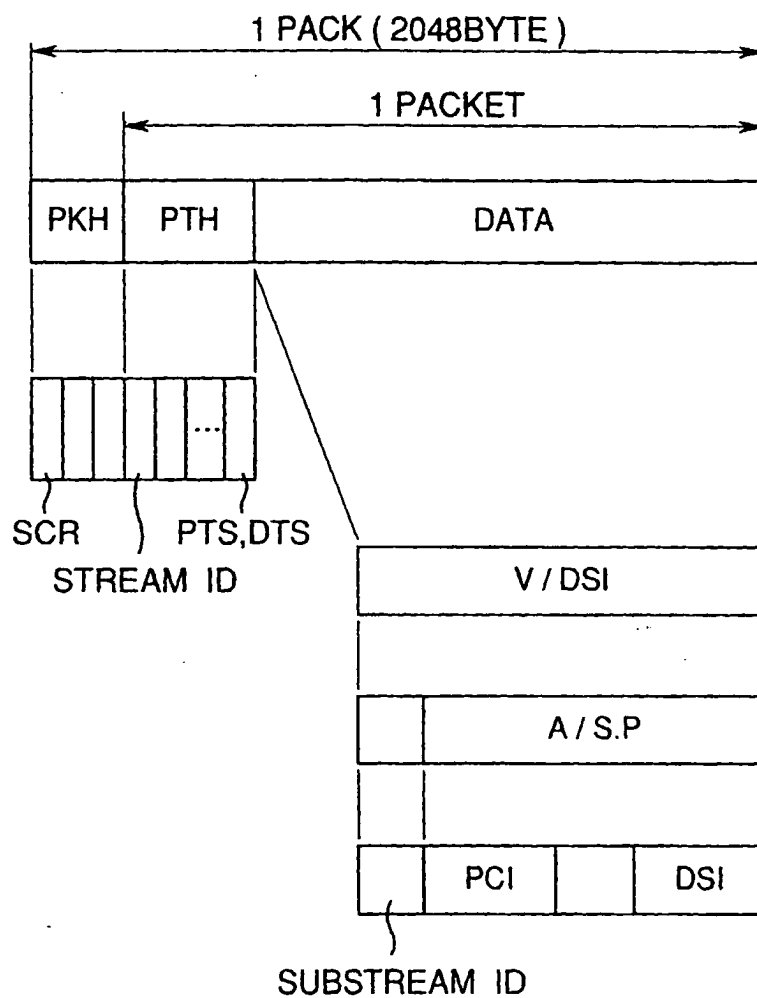 1 PACK ( 2048BYTE )
1 PACKET
PKH PTH DATA
...
SCR PTS,DTS
STREAM ID
V / DSI
A / S.P
PCI DSI
SUBSTREAM ID